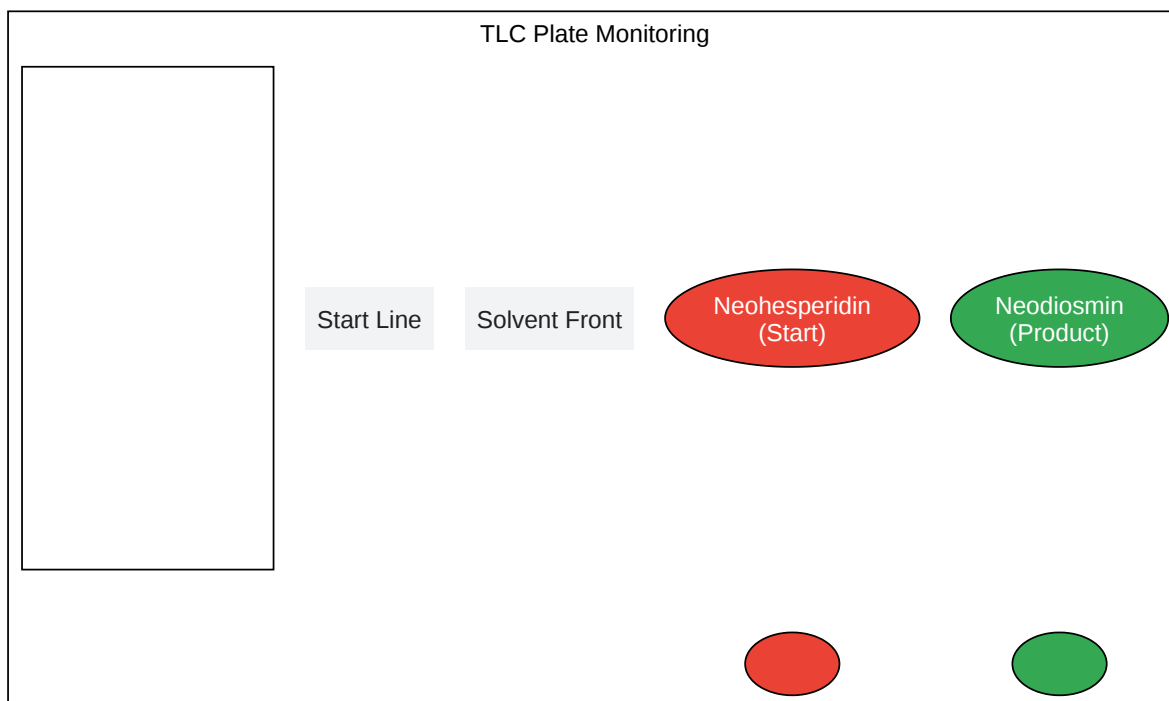 TLC Plate Monitoring
Start Line
Solvent Front
Neohesperidin
(Start)
Neodiosmin
(Product)